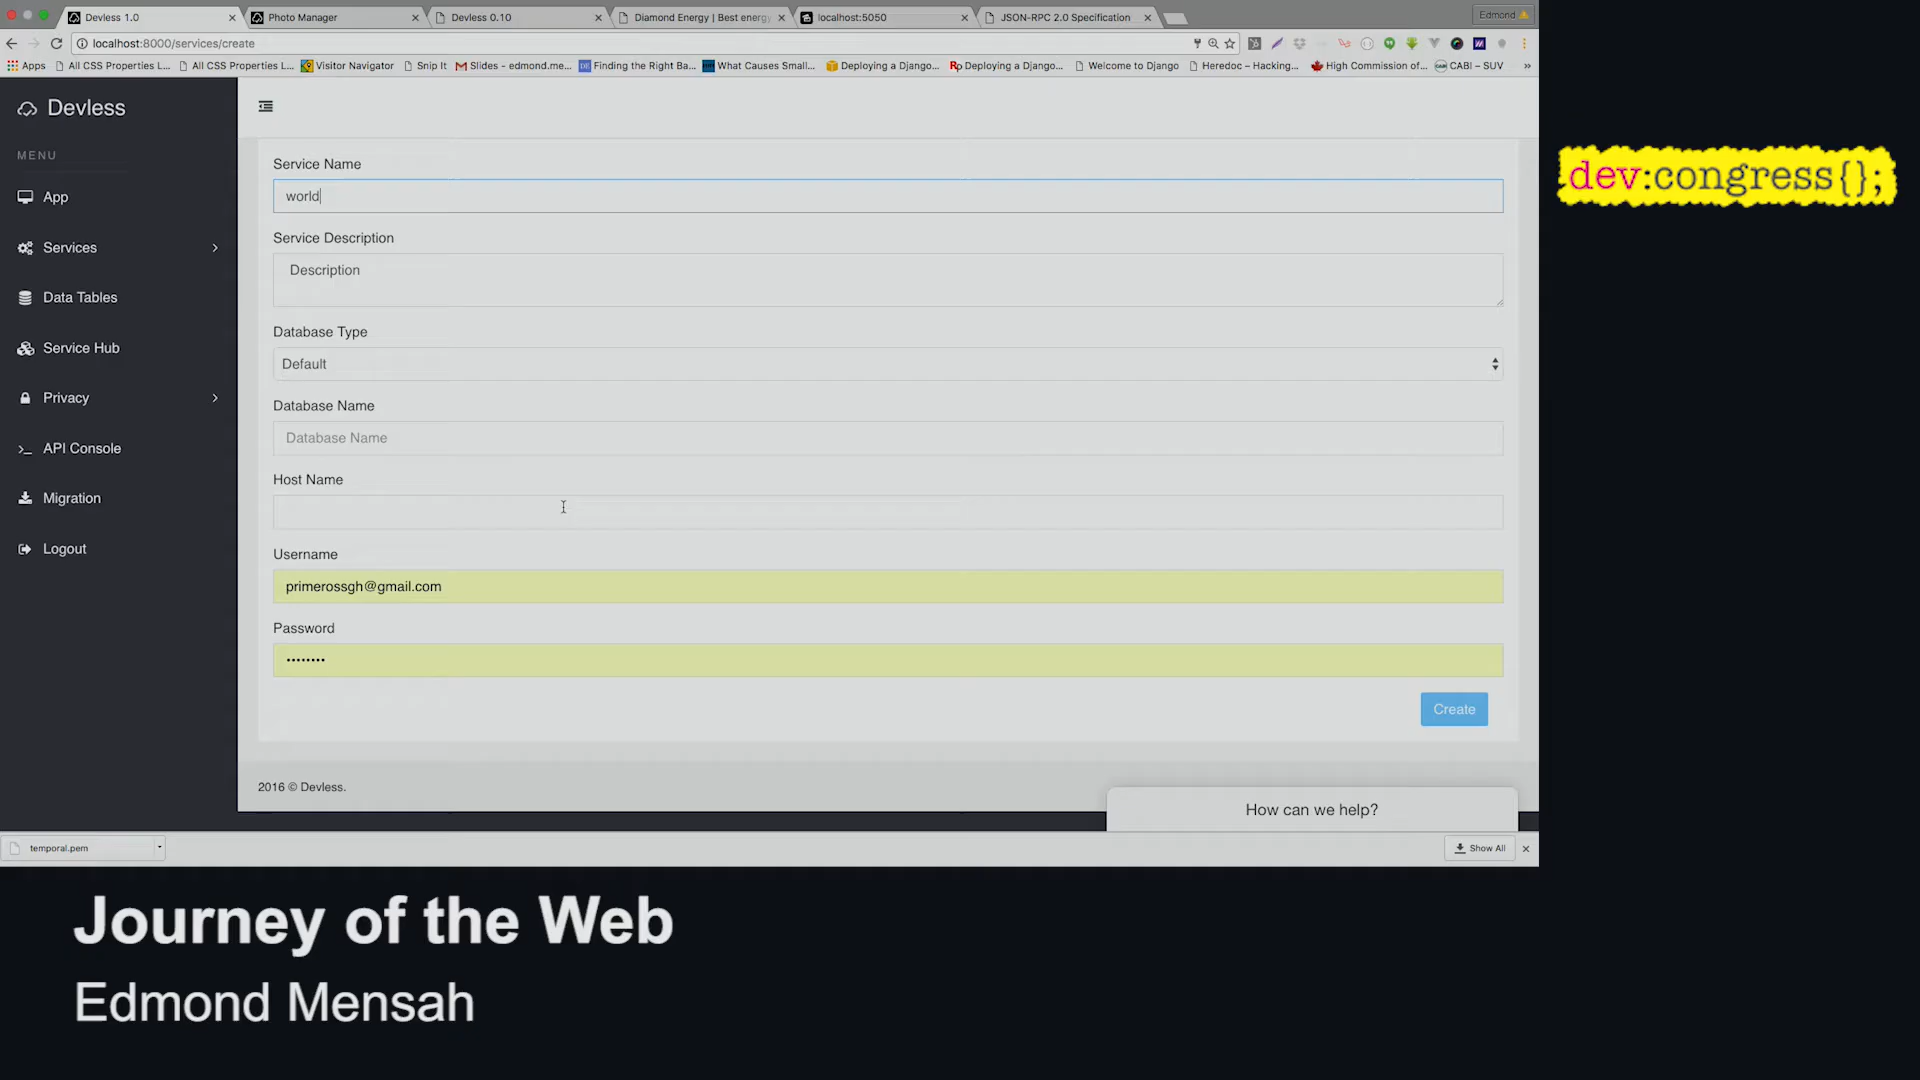 Devless 1.0
Photo Manager
Devless 0.10
Diamond Energy | Best energy
localhost:5050
JSON-RPC 2.0 Specification
Edmond
localhost:8000/services/create
Apps
All CSS Properties L...
All CSS Properties L...
Visitor Navigator
Snip It
Slides - edmond.me...
Finding the Right Ba...
What Causes Small...
Deploying a Django...
Deploying a Django...
Welcome to Django
Heredoc – Hacking...
High Commission of...
CABI – SUV
»
Devless
MENU
App
Services
Data Tables
Service Hub
Privacy
API Console
Migration
Logout
Service Name
world
Service Description
Description
Database Type
Default
Database Name
Database Name
Host Name
Username
primerossgh@gmail.com
Password
••••••••
Create
2016 © Devless.
How can we help?
temporal.pem
Show All
dev:congress{};
Journey of the Web
Edmond Mensah